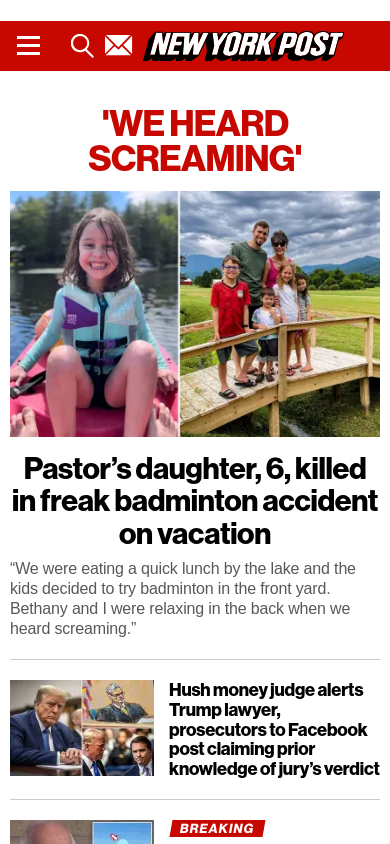 NEW YORK POST
'WE HEARD
SCREAMING'
Pastor’s daughter, 6, killed
in freak badminton accident
on vacation
“We were eating a quick lunch by the lake and the
kids decided to try badminton in the front yard.
Bethany and I were relaxing in the back when we
heard screaming.”
Hush money judge alerts
Trump lawyer,
prosecutors to Facebook
post claiming prior
knowledge of jury’s verdict
BREAKING